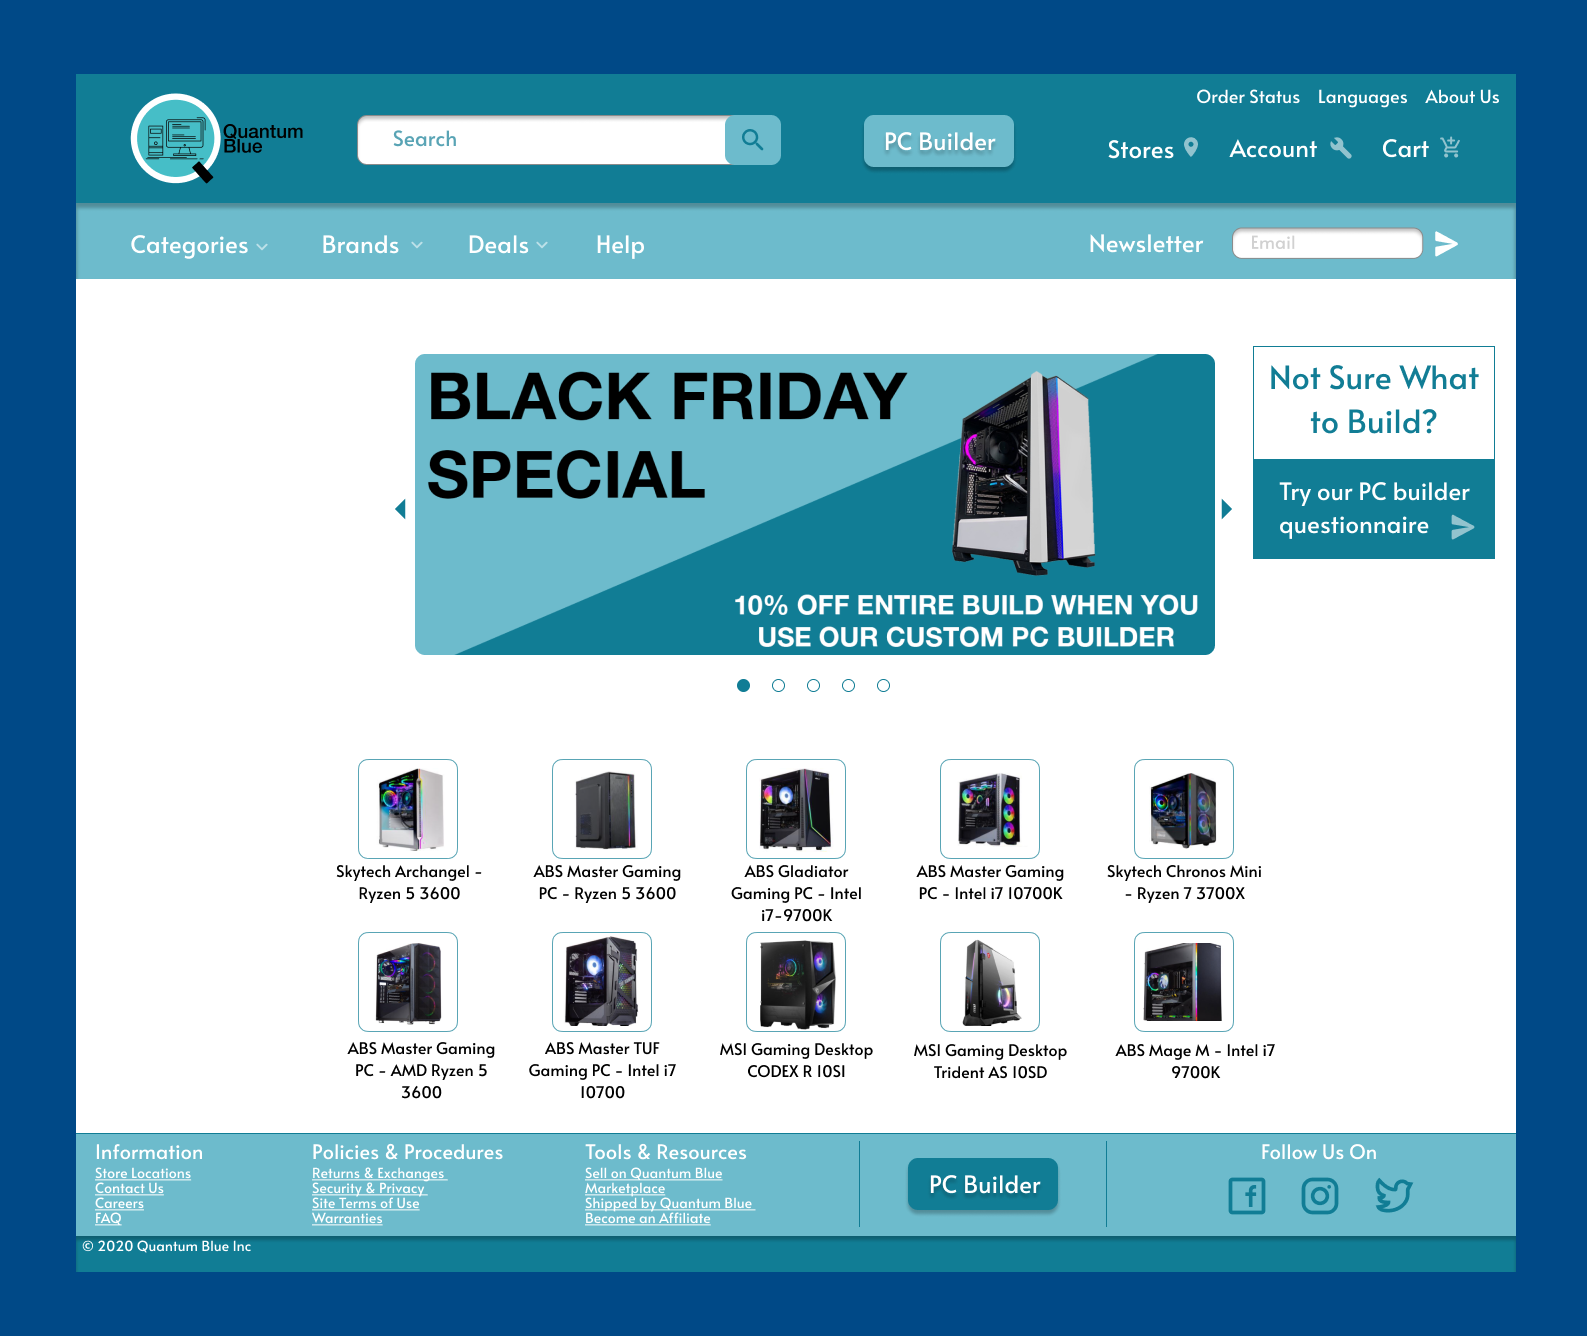 Order Status Languages About Us
Quantum
Blue
Search
PC Builder
Stores Account Cart
Categories Brands Deals Help
Newsletter Email
BLACK FRIDAY
SPECIAL
10% OFF ENTIRE BUILD WHEN YOU
USE OUR CUSTOM PC BUILDER
Not Sure What
to Build?
Try our PC builder
questionnaire
Skytech Archangel -
Ryzen 5 3600
ABS Master Gaming
PC - Ryzen 5 3600
ABS Gladiator
Gaming PC - Intel
i7-9700K
ABS Master Gaming
PC - Intel i7 10700K
Skytech Chronos Mini
- Ryzen 7 3700X
ABS Master Gaming
PC - AMD Ryzen 5
3600
ABS Master TUF
Gaming PC - Intel i7
10700
MSI Gaming Desktop
CODEX R 10SI
MSI Gaming Desktop
Trident AS 10SD
ABS Mage M - Intel i7
9700K
Information
Store Locations
Contact Us
Careers
FAQ
Policies & Procedures
Returns & Exchanges
Security & Privacy
Site Terms of Use
Warranties
Tools & Resources
Sell on Quantum Blue
Marketplace
Shipped by Quantum Blue
Become an Affiliate
PC Builder
Follow Us On
© 2020 Quantum Blue Inc